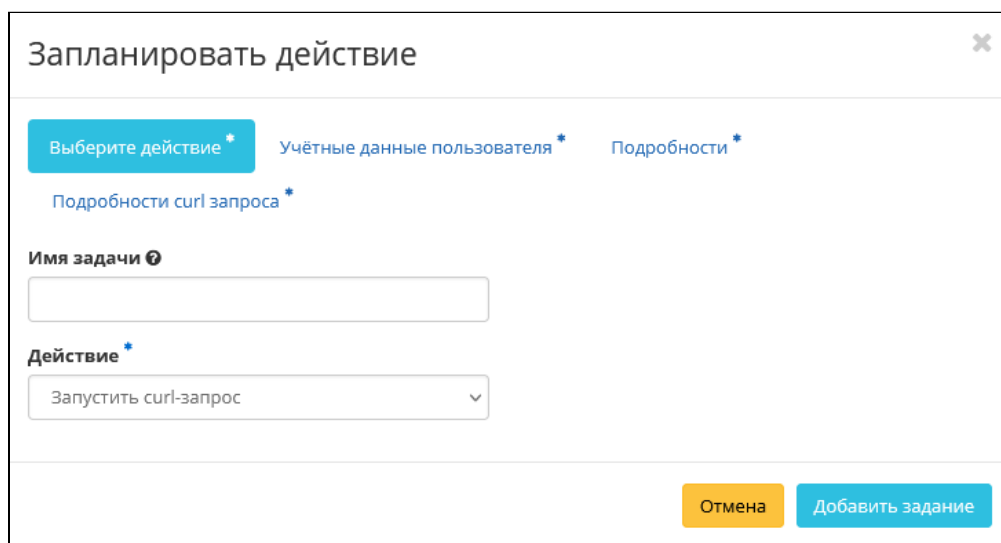 Запланировать действие
Выберите действие * Учётные данные пользователя * Подробности *
Подробности curl запроса *
Имя задачи
Действие *
Запустить curl-запрос
Отмена Добавить задание